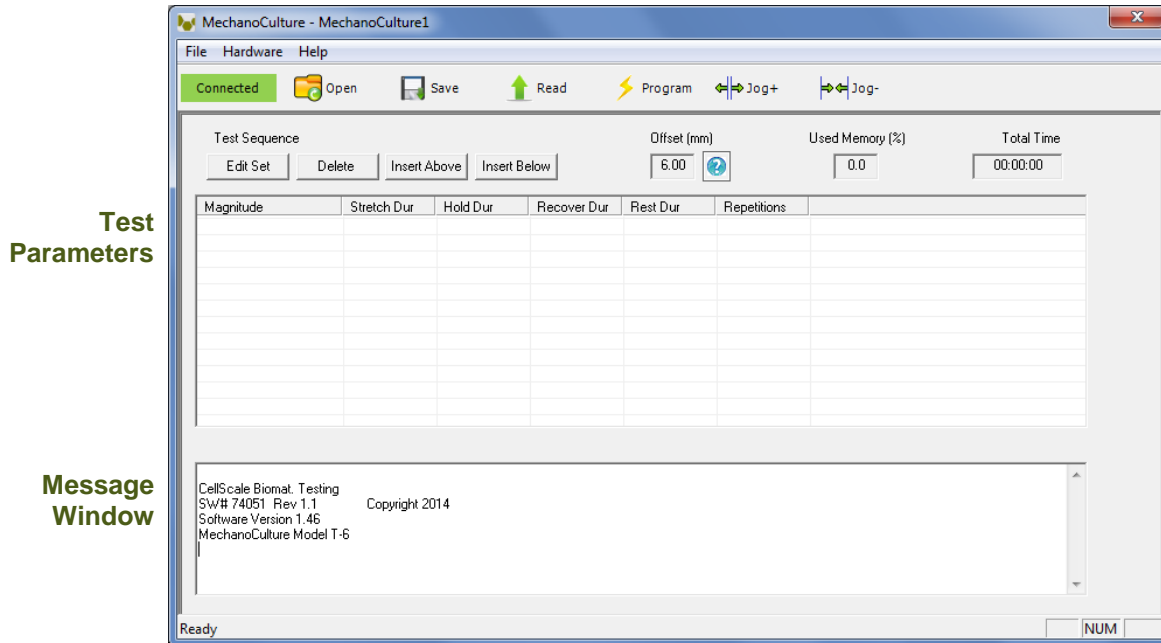 MechanoCulture - MechanoCulture1
x
File Hardware Help
Connected Open Save Read Program Jog+ Jog-
Test Sequence Offset (mm) Used Memory (%) Total Time
Edit Set Delete Insert Above Insert Below 6.00 ? 0.0 00:00:00
Magnitude Stretch Dur Hold Dur Recover Dur Rest Dur Repetitions
Test
Parameters
Message
Window
CellScale Biomat. Testing
SW# 74051 Rev 1.1 Copyright 2014
Software Version 1.46
MechanoCulture Model T-6
Ready NUM